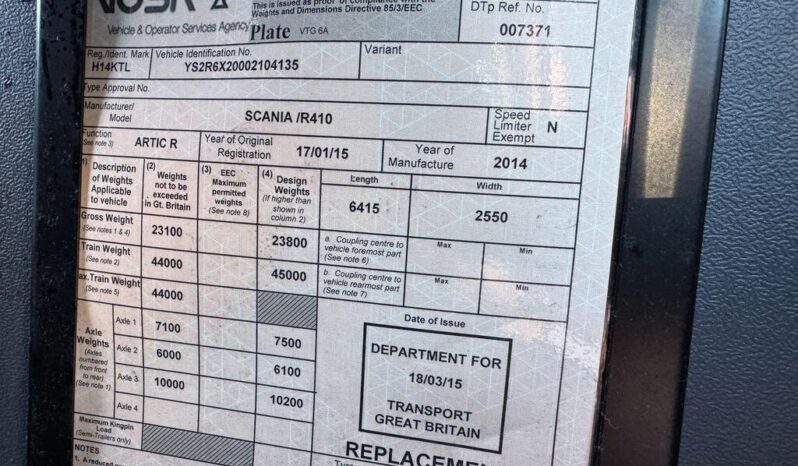 VOSA
Vehicle & Operator Services Agency
This is issued as proof of compliance with the
Weights and Dimensions Directive 85/3/EEC
Plate VTG 6A
DTp Ref. No.
007371
Reg./Ident. Mark
H14KTL
Vehicle Identification No.
YS2R6X20002104135
Variant
Type Approval No.
Manufacturer/
Model
SCANIA /R410
Speed
Limiter
Exempt N
Function
(See note 3)
ARTIC R
Year of Original
Registration 17/01/15
Year of
Manufacture 2014
1) Description
of Weights
Applicable
to vehicle
(2) Weights
not to be
exceeded
in Gt. Britain
(3) EEC
Maximum
permitted
weights
(See note 8)
(4) Design
Weights
(If higher than
shown in
column 2)
Length
6415
Width
2550
Gross Weight
(See notes 1 & 4)
23100
23800
a. Coupling centre to
vehicle foremost part
(See note 6)
Max
Min
Train Weight
(See note 2)
44000
45000
b. Coupling centre to
vehicle rearmost part
(See note 7)
Max
Min
ax.Train Weight
(See note 5)
44000
Axle
Weights
(Axles
numbered
from front
to rear)
(See note 1)
Axle 1
7100
7500
Axle 2
6000
6100
Axle 3
10000
10200
Axle 4
Date of Issue
DEPARTMENT FOR
18/03/15
TRANSPORT
GREAT BRITAIN
Maximum Kingpin
Load
(Semi-Trailers only)
REPLACEMEN
NOTES
1. A reduced